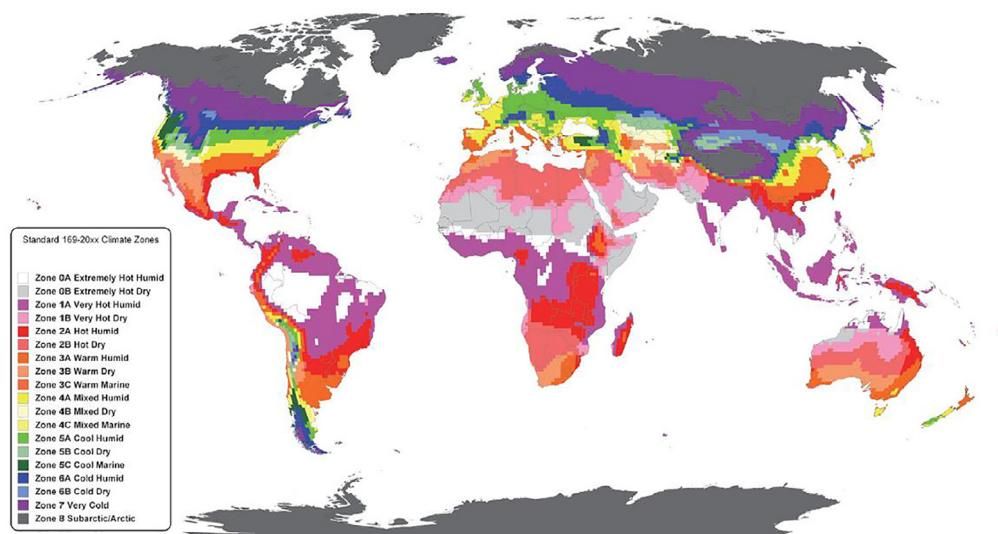 Standard 169-20xx Climate Zones
Zone 0A Extremely Hot Humid
Zone 0B Extremely Hot Dry
Zone 1A Very Hot Humid
Zone 1B Very Hot Dry
Zone 2A Hot Humid
Zone 2B Hot Dry
Zone 3A Warm Humid
Zone 3B Warm Dry
Zone 3C Warm Marine
Zone 4A Mixed Humid
Zone 4B Mixed Dry
Zone 4C Mixed Marine
Zone 5A Cool Humid
Zone 5B Cool Dry
Zone 5C Cool Marine
Zone 6A Cold Humid
Zone 6B Cold Dry
Zone 7 Very Cold
Zone 8 Subarctic/Arctic